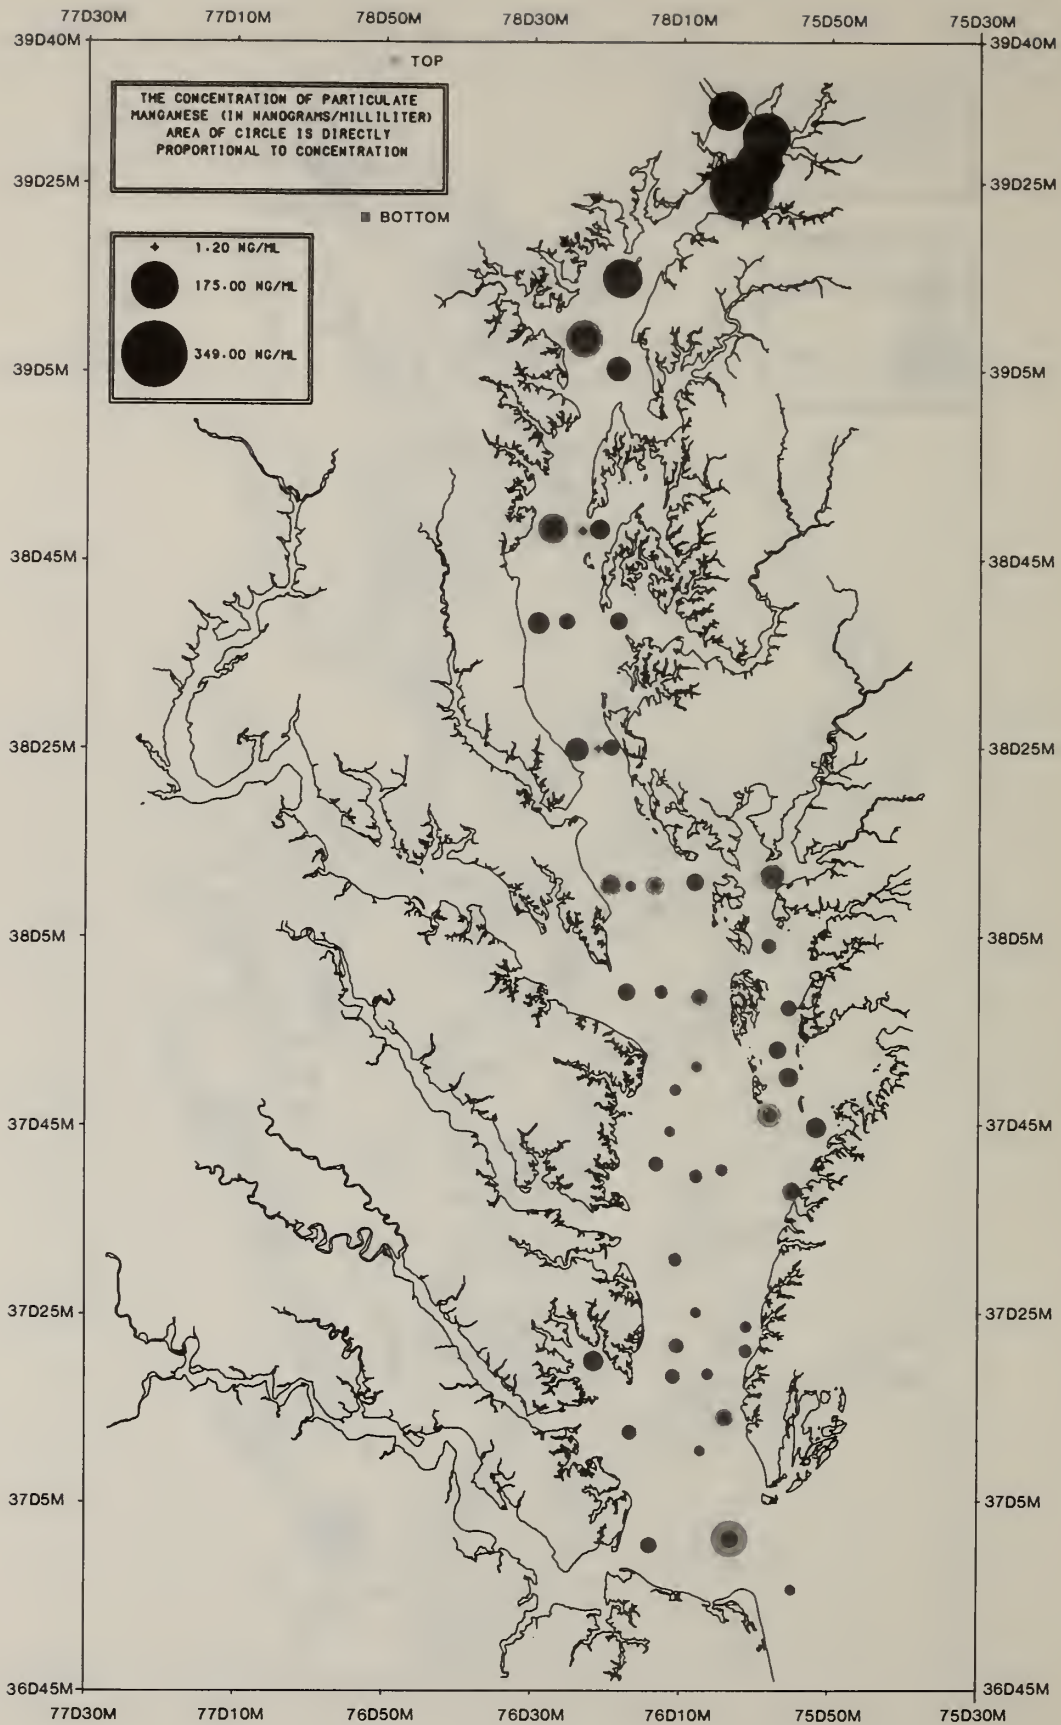 77D30M 77D10M 78D50M 78D30M 78D10M 75D50M 75D30M
39D40M 39D40M
TOP
THE CONCENTRATION OF PARTICULATE
MANGANESE (IN NANOGRAMS/MILLILITER)
AREA OF CIRCLE IS DIRECTLY
PROPORTIONAL TO CONCENTRATION
39D25M 39D25M
BOTTOM
1.20 NG/ML
175.00 NG/ML
349.00 NG/ML
39D5M 39D5M
38D45M 38D45M
38D25M 38D25M
38D5M 38D5M
37D45M 37D45M
37D25M 37D25M
37D5M 37D5M
36D45M 36D45M
77D30M 77D10M 76D50M 76D30M 76D10M 75D50M 75D30M